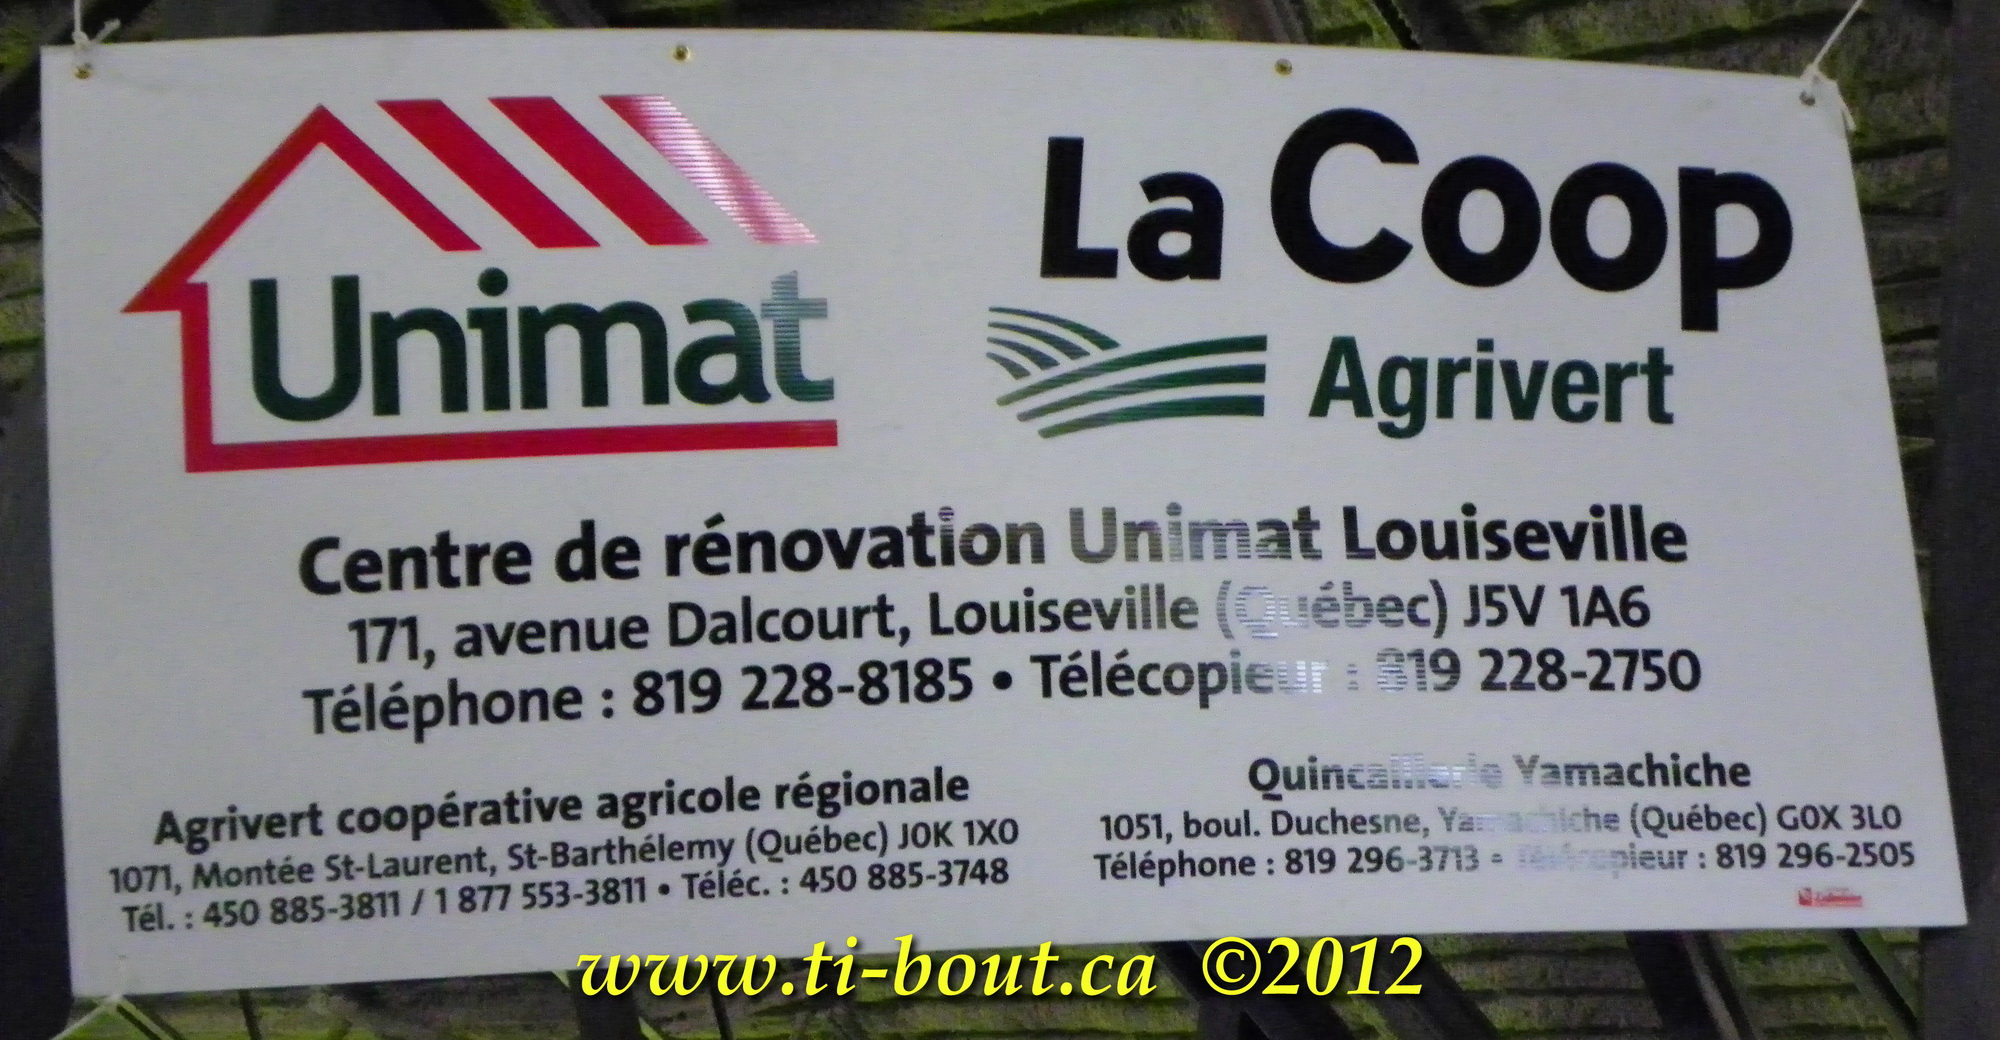 Unimat
La Coop
Agrivert
Centre de rénovation Unimat Louiseville
171, avenue Dalcourt, Louiseville (Québec) J5V 1A6
Téléphone : 819 228-8185 • Télécopieur : 819 228-2750
Agrivert coopérative agricole régionale
1071, Montée St-Laurent, St-Barthélemy (Québec) J0K 1X0
Tél. : 450 885-3811 / 1 877 553-3811 • Téléc. : 450 885-3748
Quincaillerie Yamachiche
1051, boul. Duchesne, Yamachiche (Québec) G0X 3L0
Téléphone : 819 296-3713 • Télécopieur : 819 296-2505
www.ti-bout.ca ©2012